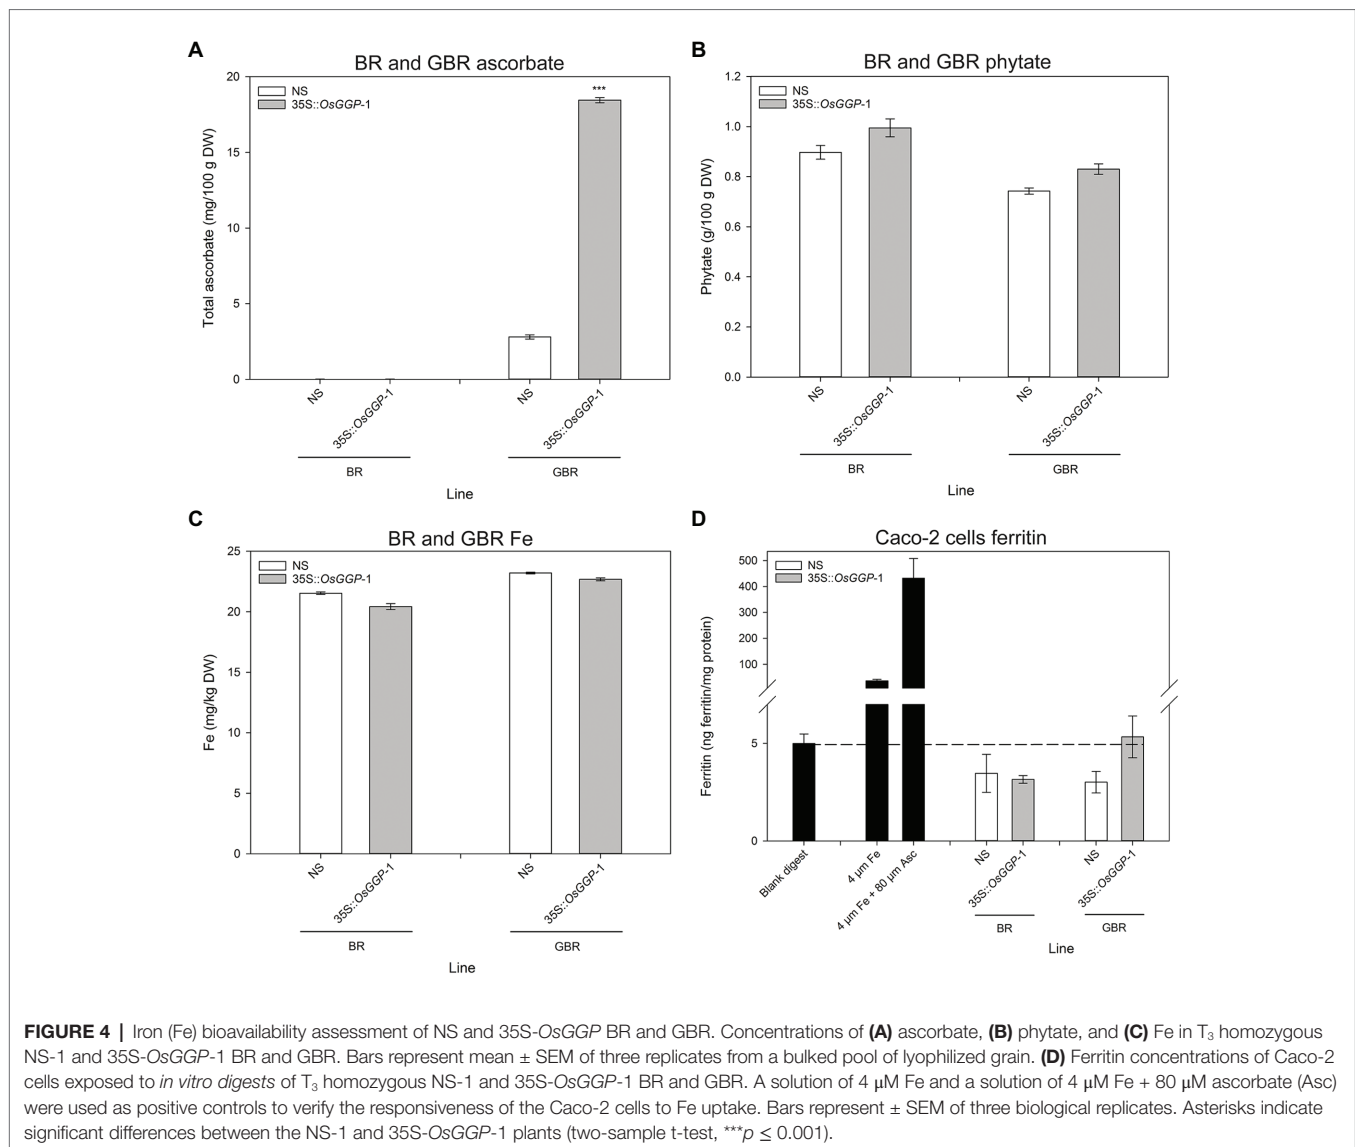 A
BR and GBR ascorbate
20
15
10
5
0
Total ascorbate (mg/100 g DW)
NS
35S::OsGGP-1
***
NS
35S::OsGGP-1
NS
35S::OsGGP-1
BR
GBR
Line
B
BR and GBR phytate
1.2
1.0
0.8
0.6
0.4
0.2
0.0
Phytate (g/100 g DW)
NS
35S::OsGGP-1
NS
35S::OsGGP-1
NS
35S::OsGGP-1
BR
GBR
Line
C
BR and GBR Fe
25
20
15
10
5
0
Fe (mg/kg DW)
NS
35S::OsGGP-1
NS
35S::OsGGP-1
NS
35S::OsGGP-1
BR
GBR
Line
D
Caco-2 cells ferritin
500
400
300
200
100
5
0
Ferritin (ng ferritin/mg protein)
NS
35S::OsGGP-1
Blank digest
4 µm Fe
4 µm Fe + 80 µm Asc
NS
35S::OsGGP-1
NS
35S::OsGGP-1
BR
GBR
Line
FIGURE 4 | Iron (Fe) bioavailability assessment of NS and 35S-OsGGP BR and GBR. Concentrations of (A) ascorbate, (B) phytate, and (C) Fe in T₃ homozygous
NS-1 and 35S-OsGGP-1 BR and GBR. Bars represent mean ± SEM of three replicates from a bulked pool of lyophilized grain. (D) Ferritin concentrations of Caco-2
cells exposed to in vitro digests of T₃ homozygous NS-1 and 35S-OsGGP-1 BR and GBR. A solution of 4 µM Fe and a solution of 4 µM Fe + 80 µM ascorbate (Asc)
were used as positive controls to verify the responsiveness of the Caco-2 cells to Fe uptake. Bars represent ± SEM of three biological replicates. Asterisks indicate
significant differences between the NS-1 and 35S-OsGGP-1 plants (two-sample t-test, ***p ≤ 0.001).